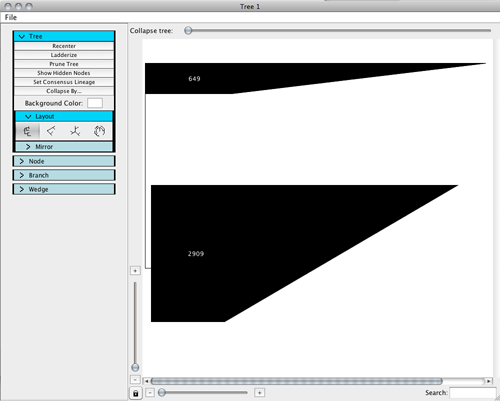 Tree 1
File
Tree
Recenter
Ladderize
Prune Tree
Show Hidden Nodes
Set Consensus Lineage
Collapse By...
Background Color:
Layout
Mirror
Node
Branch
Wedge
Collapse tree:
649
2909
+
-
-
+
Search: